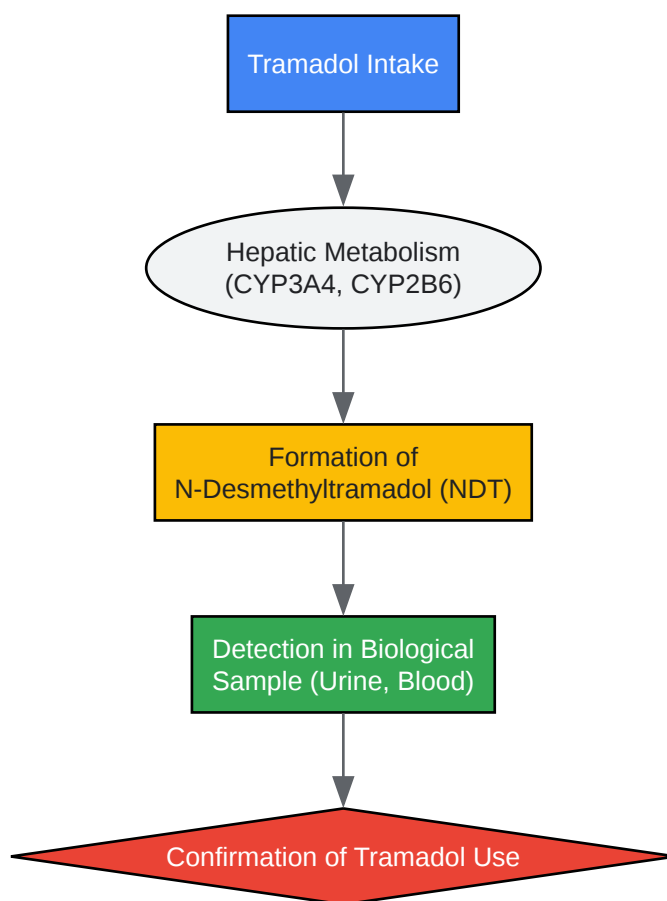 Tramadol Intake
Hepatic Metabolism
(CYP3A4, CYP2B6)
Formation of
N-Desmethyltramadol (NDT)
Detection in Biological
Sample (Urine, Blood)
Confirmation of Tramadol Use